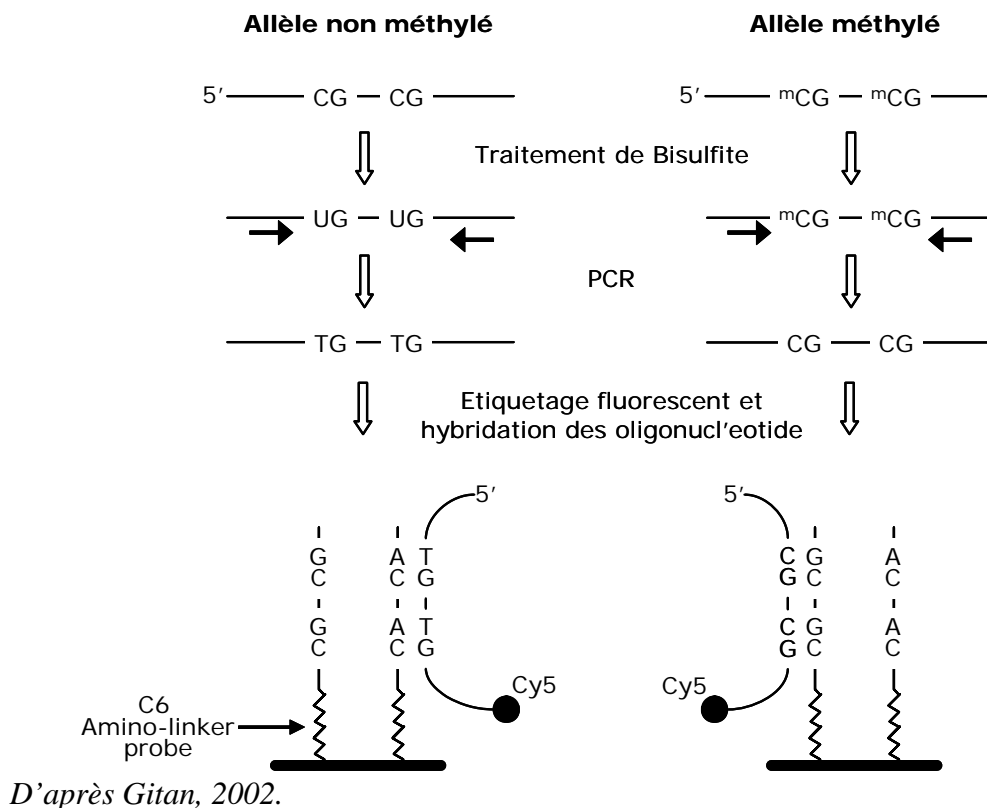 Allèle non méthylé    Allèle méthylé
5′ CG CG    5′ ᵐCG ᵐCG
Traitement de Bisulfite
UG UG    ᵐCG ᵐCG
PCR
TG TG    CG CG
Etiquetage fluorescent et
hybridation des oligonucl'eotide
5′    5′
G A T    C G A
C C G    G C C
G A T    C G A
C C G    G C C
Cy5    Cy5
C6
Amino-linker
probe
D’après Gitan, 2002.